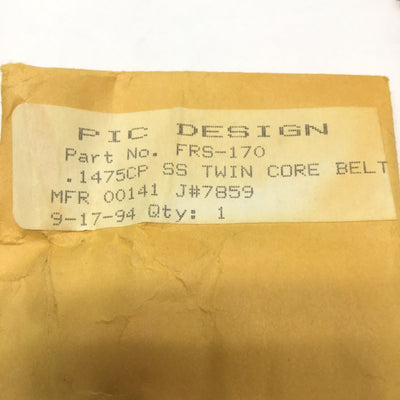 PIC DESIGN
Part No. FRS-170
.1475CP SS TWIN CORE BELT
MFR 00141 J#7859
9-17-94 Qty: 1